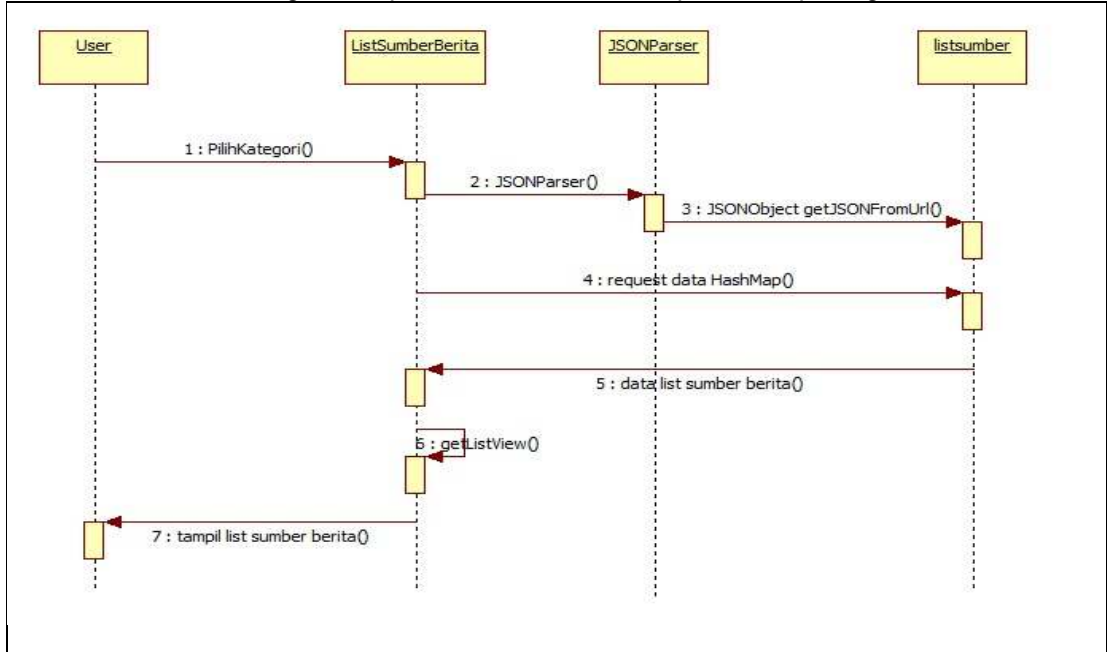 User
ListSumberBerita
JSONParser
listsumber
1 : PilihKategori()
2 : JSONParser()
3 : JSONObject getJSONFromUrl()
4 : request data HashMap()
5 : data list sumber berita()
6 : getListView()
7 : tampil list sumber berita()